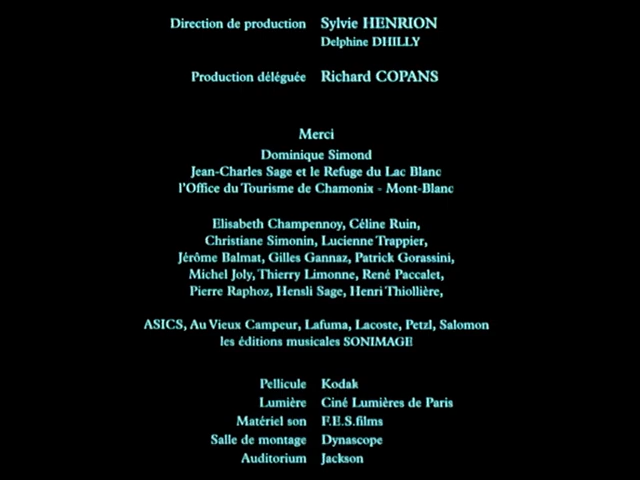 Direction de production Sylvie HENRION
Delphine DHILLY
Production déléguée Richard COPANS
Merci
Dominique Simond
Jean-Charles Sage et le Refuge du Lac Blanc
l'Office du Tourisme de Chamonix - Mont-Blanc
Elisabeth Champennoy, Céline Ruin,
Christiane Simonin, Lucienne Trappier,
Jérôme Balmat, Gilles Gannaz, Patrick Gorassini,
Michel Joly, Thierry Limonne, René Paccalet,
Pierre Raphoz, Hensli Sage, Henri Thiollière,
ASICS, Au Vieux Campeur, Lafuma, Lacoste, Petzl, Salomon
les éditions musicales SONIMAGE
Pellicule Kodak
Lumière Ciné Lumières de Paris
Matériel son F.E.S.films
Salle de montage Dynascope
Auditorium Jackson